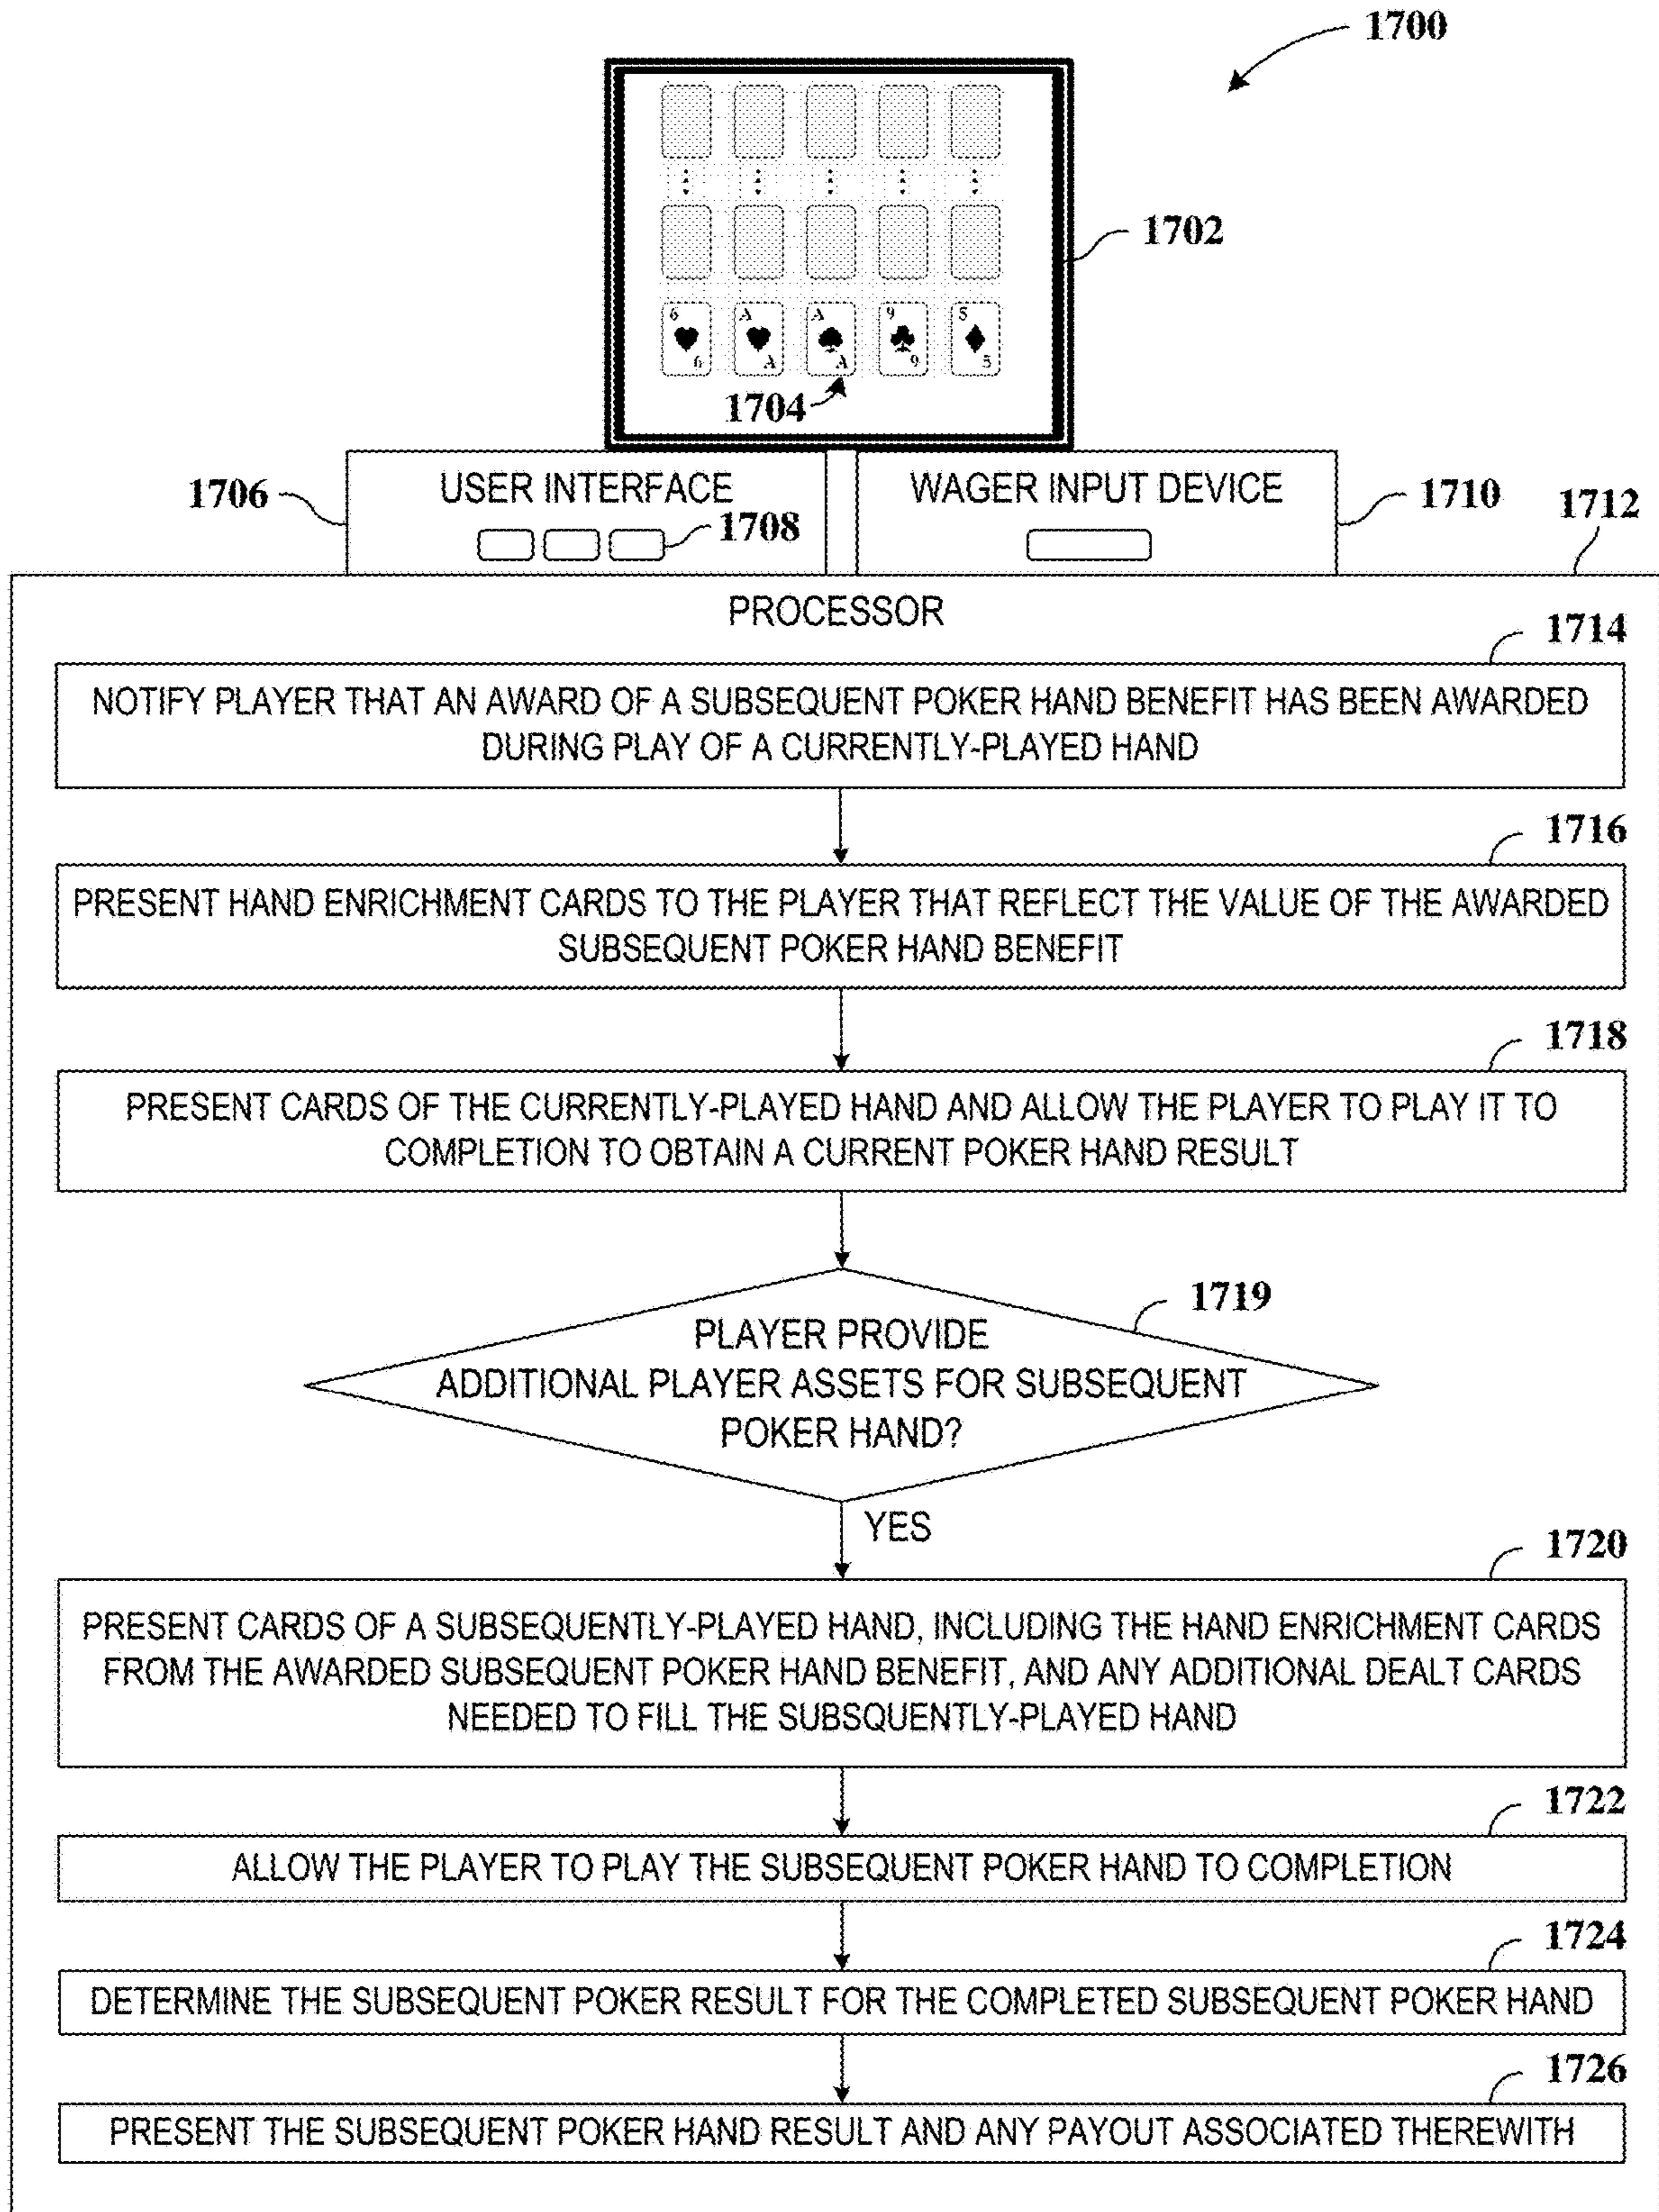 1700
1702
6 A A 9 5
6 A A 9 5
1704
1706
USER INTERFACE
1708
WAGER INPUT DEVICE
1710
1712
PROCESSOR
1714
NOTIFY PLAYER THAT AN AWARD OF A SUBSEQUENT POKER HAND BENEFIT HAS BEEN AWARDED
DURING PLAY OF A CURRENTLY-PLAYED HAND
1716
PRESENT HAND ENRICHMENT CARDS TO THE PLAYER THAT REFLECT THE VALUE OF THE AWARDED
SUBSEQUENT POKER HAND BENEFIT
1718
PRESENT CARDS OF THE CURRENTLY-PLAYED HAND AND ALLOW THE PLAYER TO PLAY IT TO
COMPLETION TO OBTAIN A CURRENT POKER HAND RESULT
1719
PLAYER PROVIDE
ADDITIONAL PLAYER ASSETS FOR SUBSEQUENT
POKER HAND?
YES
1720
PRESENT CARDS OF A SUBSEQUENTLY-PLAYED HAND, INCLUDING THE HAND ENRICHMENT CARDS
FROM THE AWARDED SUBSEQUENT POKER HAND BENEFIT, AND ANY ADDITIONAL DEALT CARDS
NEEDED TO FILL THE SUBSQUENTLY-PLAYED HAND
1722
ALLOW THE PLAYER TO PLAY THE SUBSEQUENT POKER HAND TO COMPLETION
1724
DETERMINE THE SUBSEQUENT POKER RESULT FOR THE COMPLETED SUBSEQUENT POKER HAND
1726
PRESENT THE SUBSEQUENT POKER HAND RESULT AND ANY PAYOUT ASSOCIATED THEREWITH